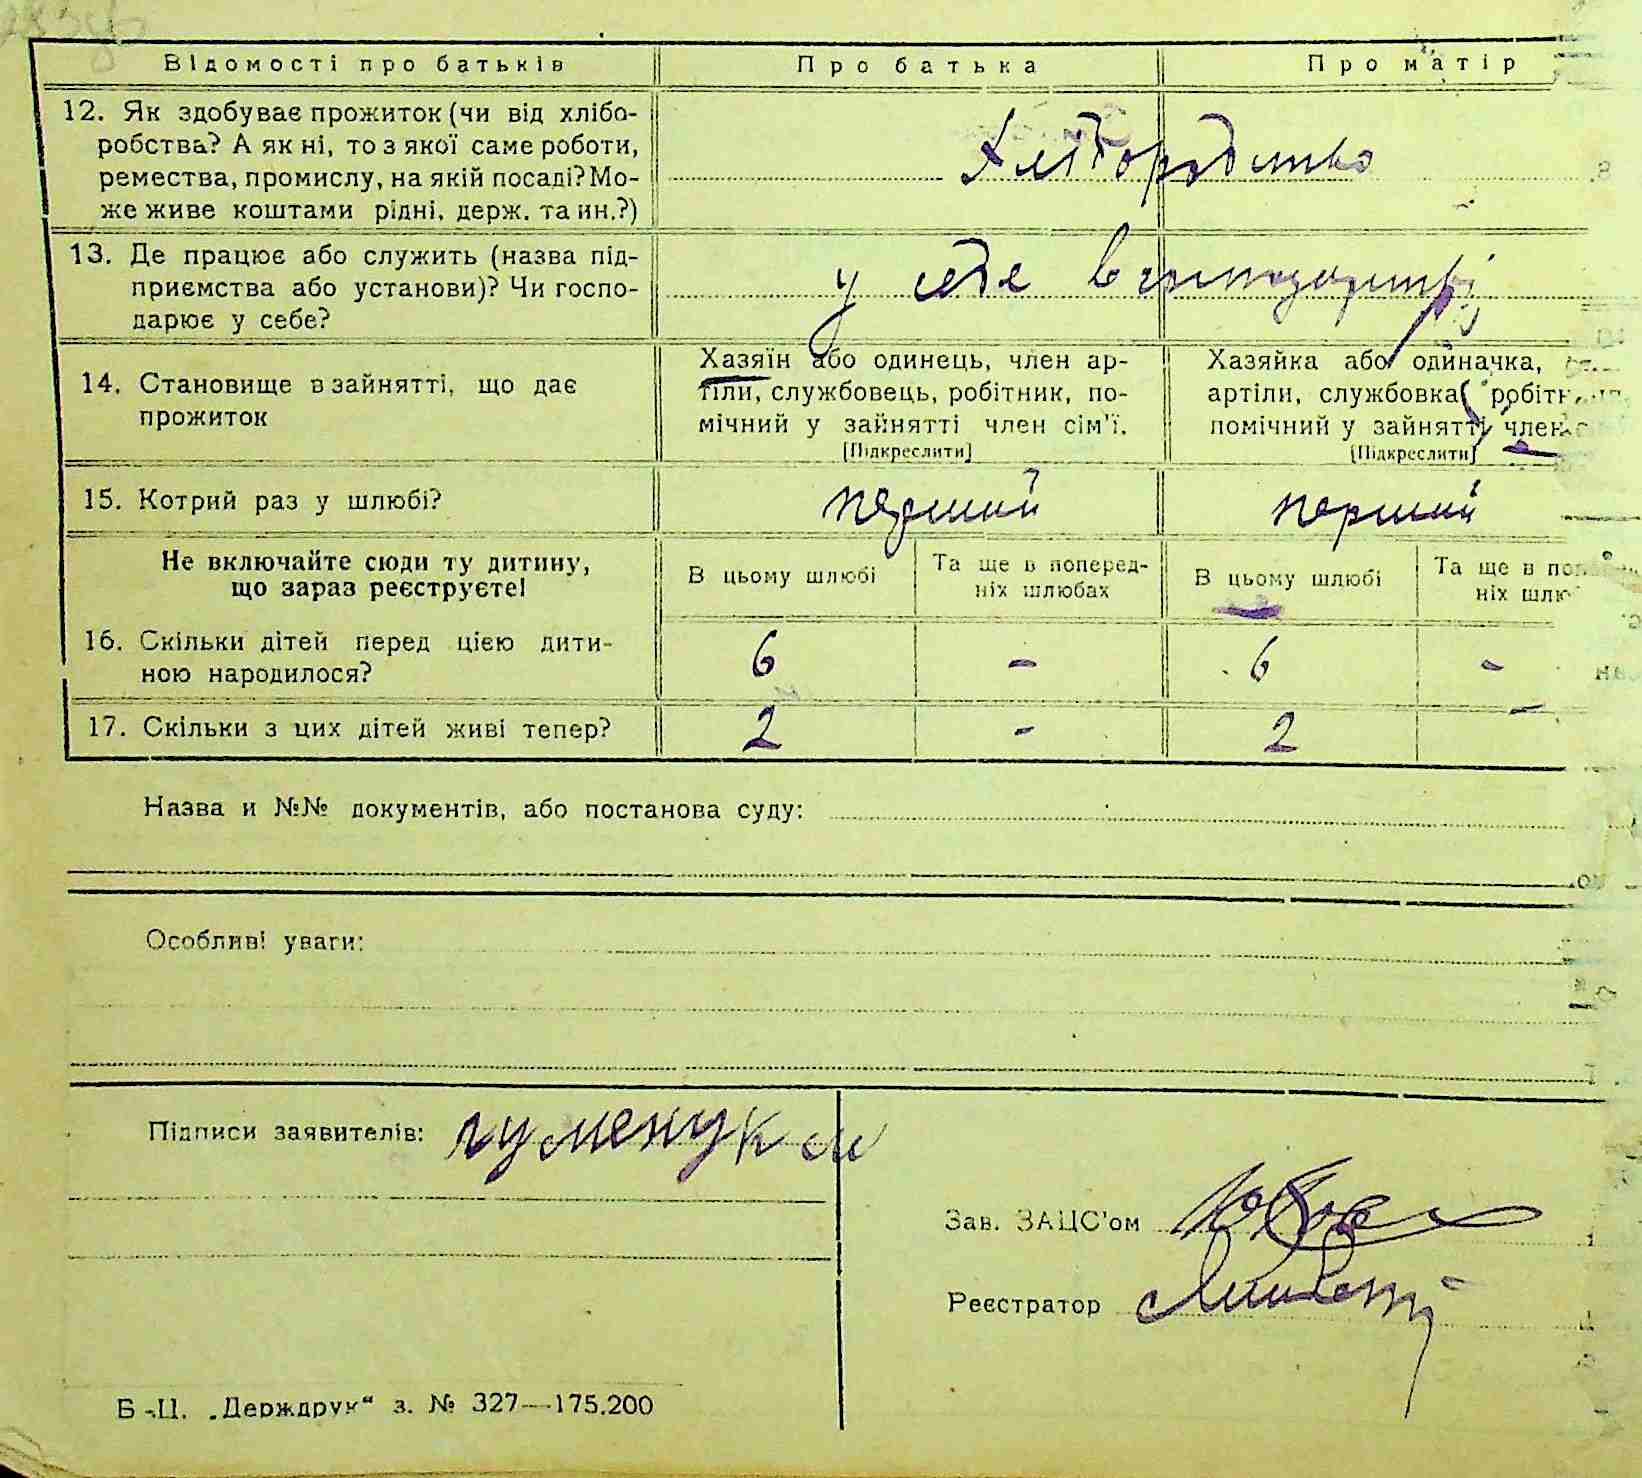 Відомості про батьків Про батька Про матір
12. Як здобуває прожиток (чи від хлібо-
робства? А як ні, то з якої саме роботи,
ремества, промислу, на якій посаді? Мо-
же живе коштами рідні, держ. та ин.?)
Хліборобство
13. Де працює або служить (назва під-
приємства або установи)? Чи госпо-
дарює у себе?
у себе в господарстві
14. Становище в зайнятті, що дає
прожиток
Хазяїн або одинець, член ар-
тіли, службовець, робітник, по-
мічний у зайнятті член сім'ї.
[Підкреслити]
Хазяйка або одиначка,
артіли, службовка,
помічний у зайнятті член
[Підкреслити]
15. Котрий раз у шлюбі? перший перший
Не включайте сюди ту дитину,
що зараз реєструєте!
В цьому шлюбі
Та ще в поперед-
ніх шлюбах
В цьому шлюбі
Та ще в
ніх
16. Скільки дітей перед цією дити-
ною народилося?
6 - 6 -
17. Скільки з цих дітей живі тепер? 2 - 2 -
Назва и №№ документів, або постанова суду:
Особливі уваги:
Підписи заявителів: гуменук
Зав. ЗАЦС'ом
Реєстратор
Б-Ц. „Держдрук“ з. № 327—175.200